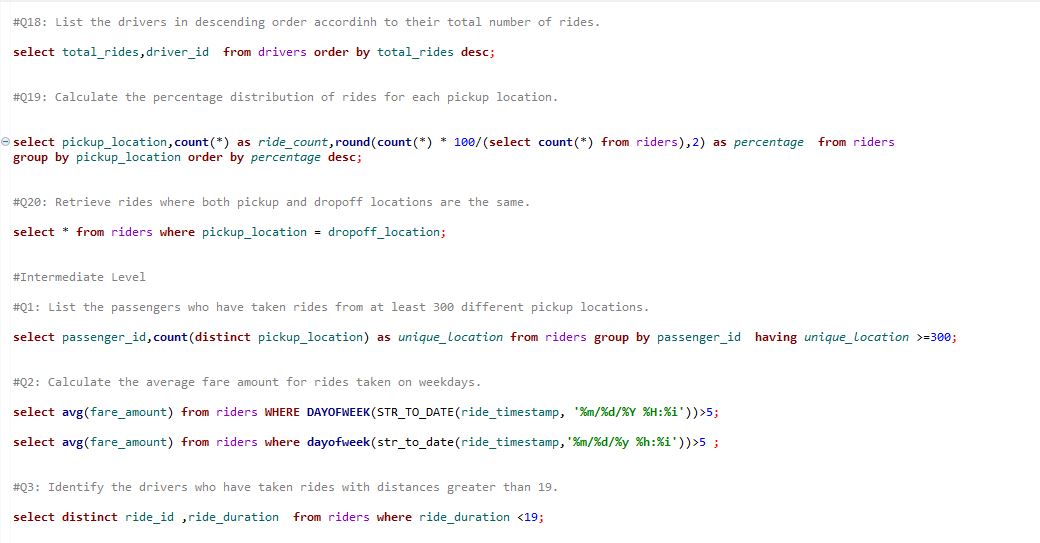 #Q18: List the drivers in descending order accordinh to their total number of rides.
select total_rides,driver_id  from drivers order by total_rides desc;
#Q19: Calculate the percentage distribution of rides for each pickup location.
select pickup_location,count(*) as ride_count,round(count(*) * 100/(select count(*) from riders),2) as percentage  from riders
group by pickup_location order by percentage desc;
#Q20: Retrieve rides where both pickup and dropoff locations are the same.
select * from riders where pickup_location = dropoff_location;
#Intermediate Level
#Q1: List the passengers who have taken rides from at least 300 different pickup locations.
select passenger_id,count(distinct pickup_location) as unique_location from riders group by passenger_id  having unique_location >=300;
#Q2: Calculate the average fare amount for rides taken on weekdays.
select avg(fare_amount) from riders WHERE DAYOFWEEK(STR_TO_DATE(ride_timestamp, '%m/%d/%Y %H:%i'))>5;
select avg(fare_amount) from riders where dayofweek(str_to_date(ride_timestamp,'%m/%d/%y %h:%i'))>5 ;
#Q3: Identify the drivers who have taken rides with distances greater than 19.
select distinct ride_id ,ride_duration  from riders where ride_duration <19;